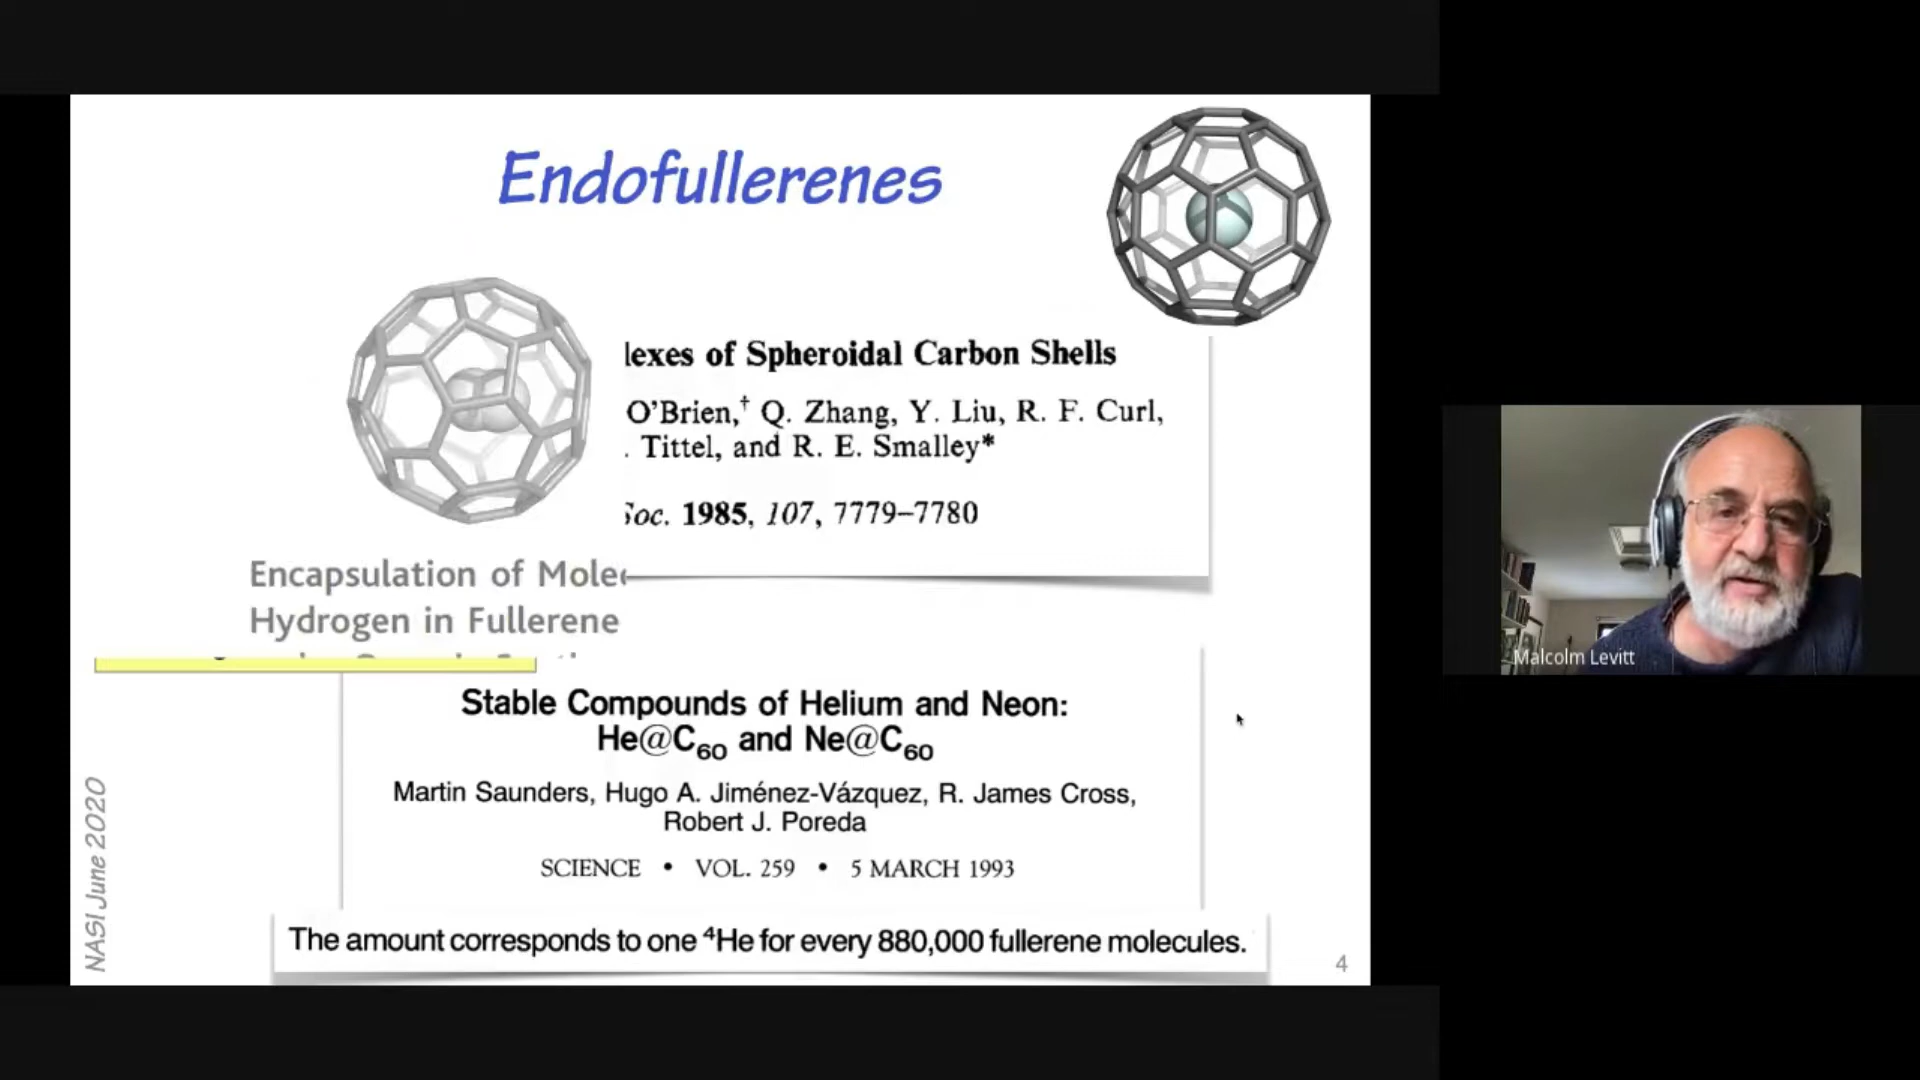 Endofullerenes
lexes of Spheroidal Carbon Shells
O'Brien,† Q. Zhang, Y. Liu, R. F. Curl,
. Tittel, and R. E. Smalley*
Soc. 1985, 107, 7779–7780
Encapsulation of Mole
Hydrogen in Fullerene
Stable Compounds of Helium and Neon:
He@C60 and Ne@C60
Martin Saunders, Hugo A. Jiménez-Vázquez, R. James Cross,
Robert J. Poreda
SCIENCE • VOL. 259 • 5 MARCH 1993
The amount corresponds to one ⁴He for every 880,000 fullerene molecules.
NASI June 2020
4
Malcolm Levitt